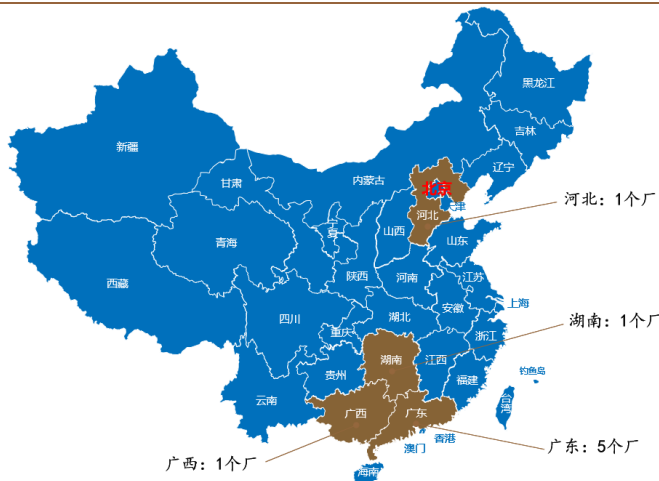 黑龙江
吉林
新疆
辽宁
内蒙古
甘肃
北京
河北：1个厂
天津
河北
宁夏
山西
山东
青海
陕西
河南
江苏
西藏
安徽
上海
四川
湖北
湖南：1个厂
重庆
浙江
湖南
江西
钓鱼岛
贵州
福建
云南
台湾
广西
广东
香港
澳门
广东：5个厂
广西：1个厂
海南